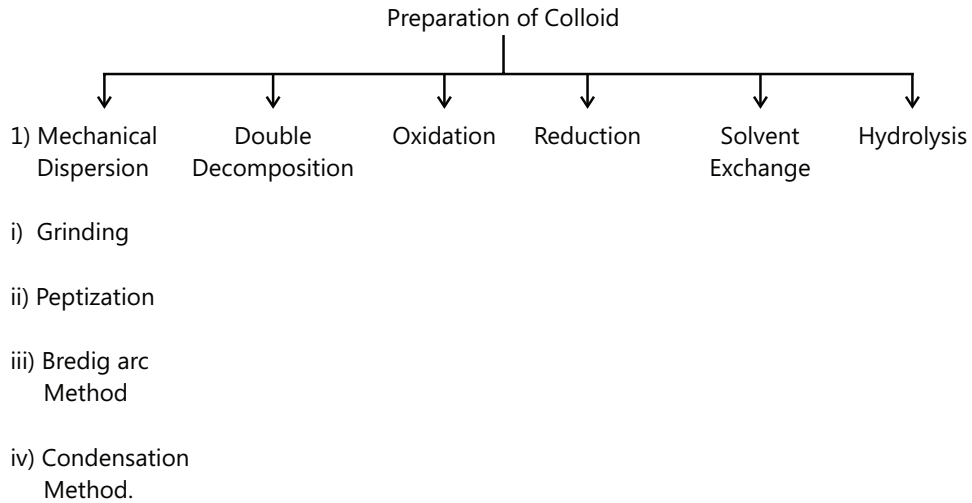 Preparation of Colloid
1) Mechanical Dispersion
Double Decomposition
Oxidation
Reduction
Solvent Exchange
Hydrolysis
i) Grinding
ii) Peptization
iii) Bredig arc
Method
iv) Condensation
Method.